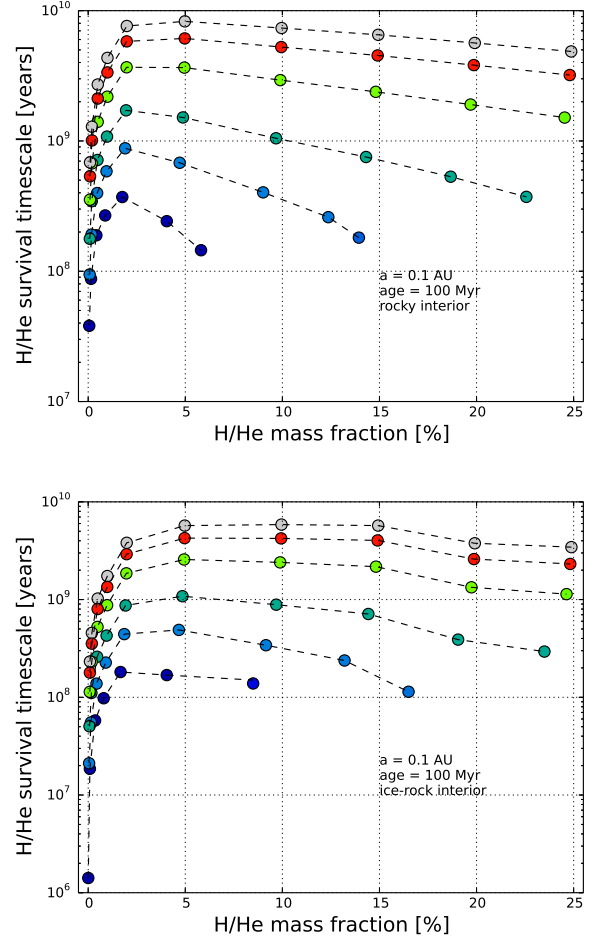 10^10
10^9
10^8
10^7
H/He survival timescale [years]
a = 0.1 AU
age = 100 Myr
rocky interior
0 5 10 15 20 25
H/He mass fraction [%]
10^10
10^9
10^8
10^7
10^6
H/He survival timescale [years]
a = 0.1 AU
age = 100 Myr
ice-rock interior
0 5 10 15 20 25
H/He mass fraction [%]